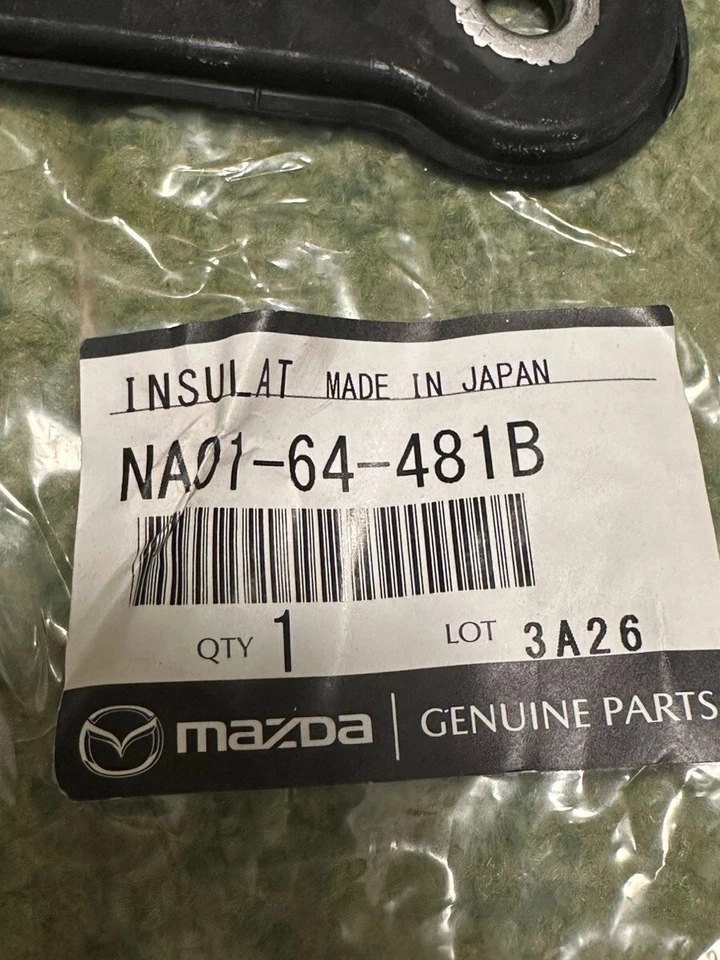 INSULAT MADE IN JAPAN
NA01-64-481B
QTY 1 LOT 3A26
mazda GENUINE PARTS